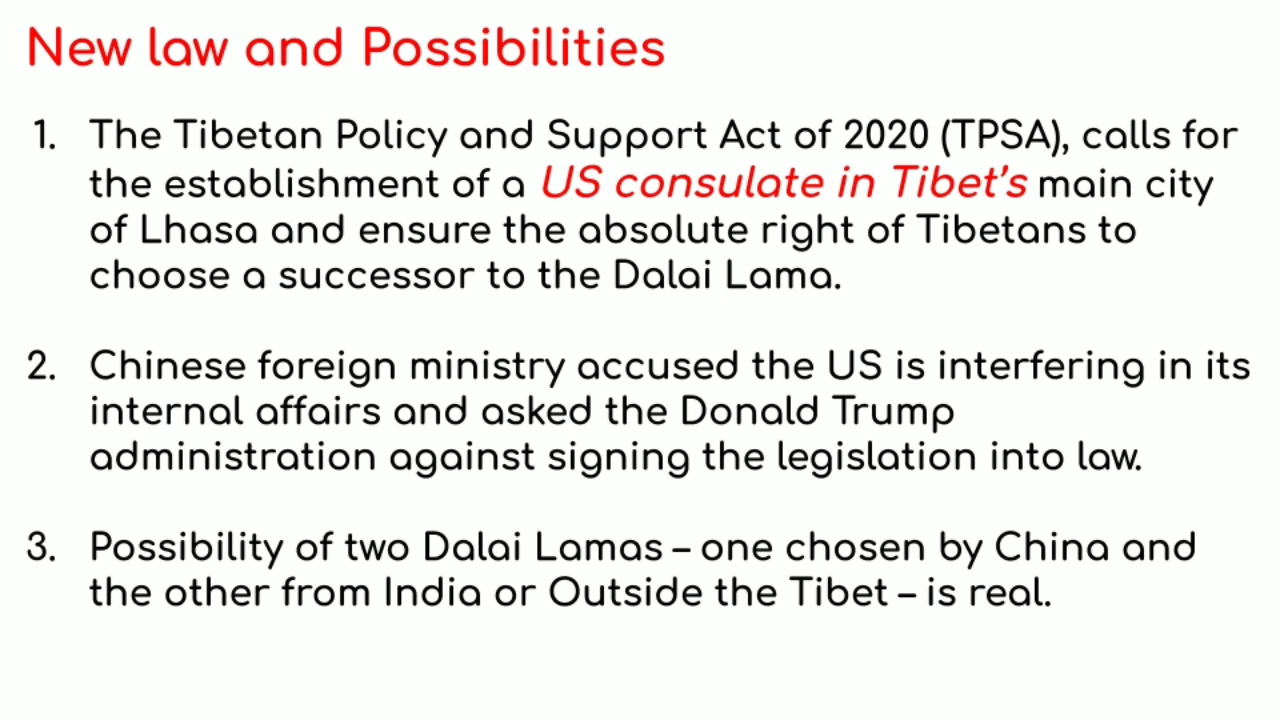 New law and Possibilities
1. The Tibetan Policy and Support Act of 2020 (TPSA), calls for
the establishment of a US consulate in Tibet's main city
of Lhasa and ensure the absolute right of Tibetans to
choose a successor to the Dalai Lama.
2. Chinese foreign ministry accused the US is interfering in its
internal affairs and asked the Donald Trump
administration against signing the legislation into law.
3. Possibility of two Dalai Lamas – one chosen by China and
the other from India or Outside the Tibet – is real.